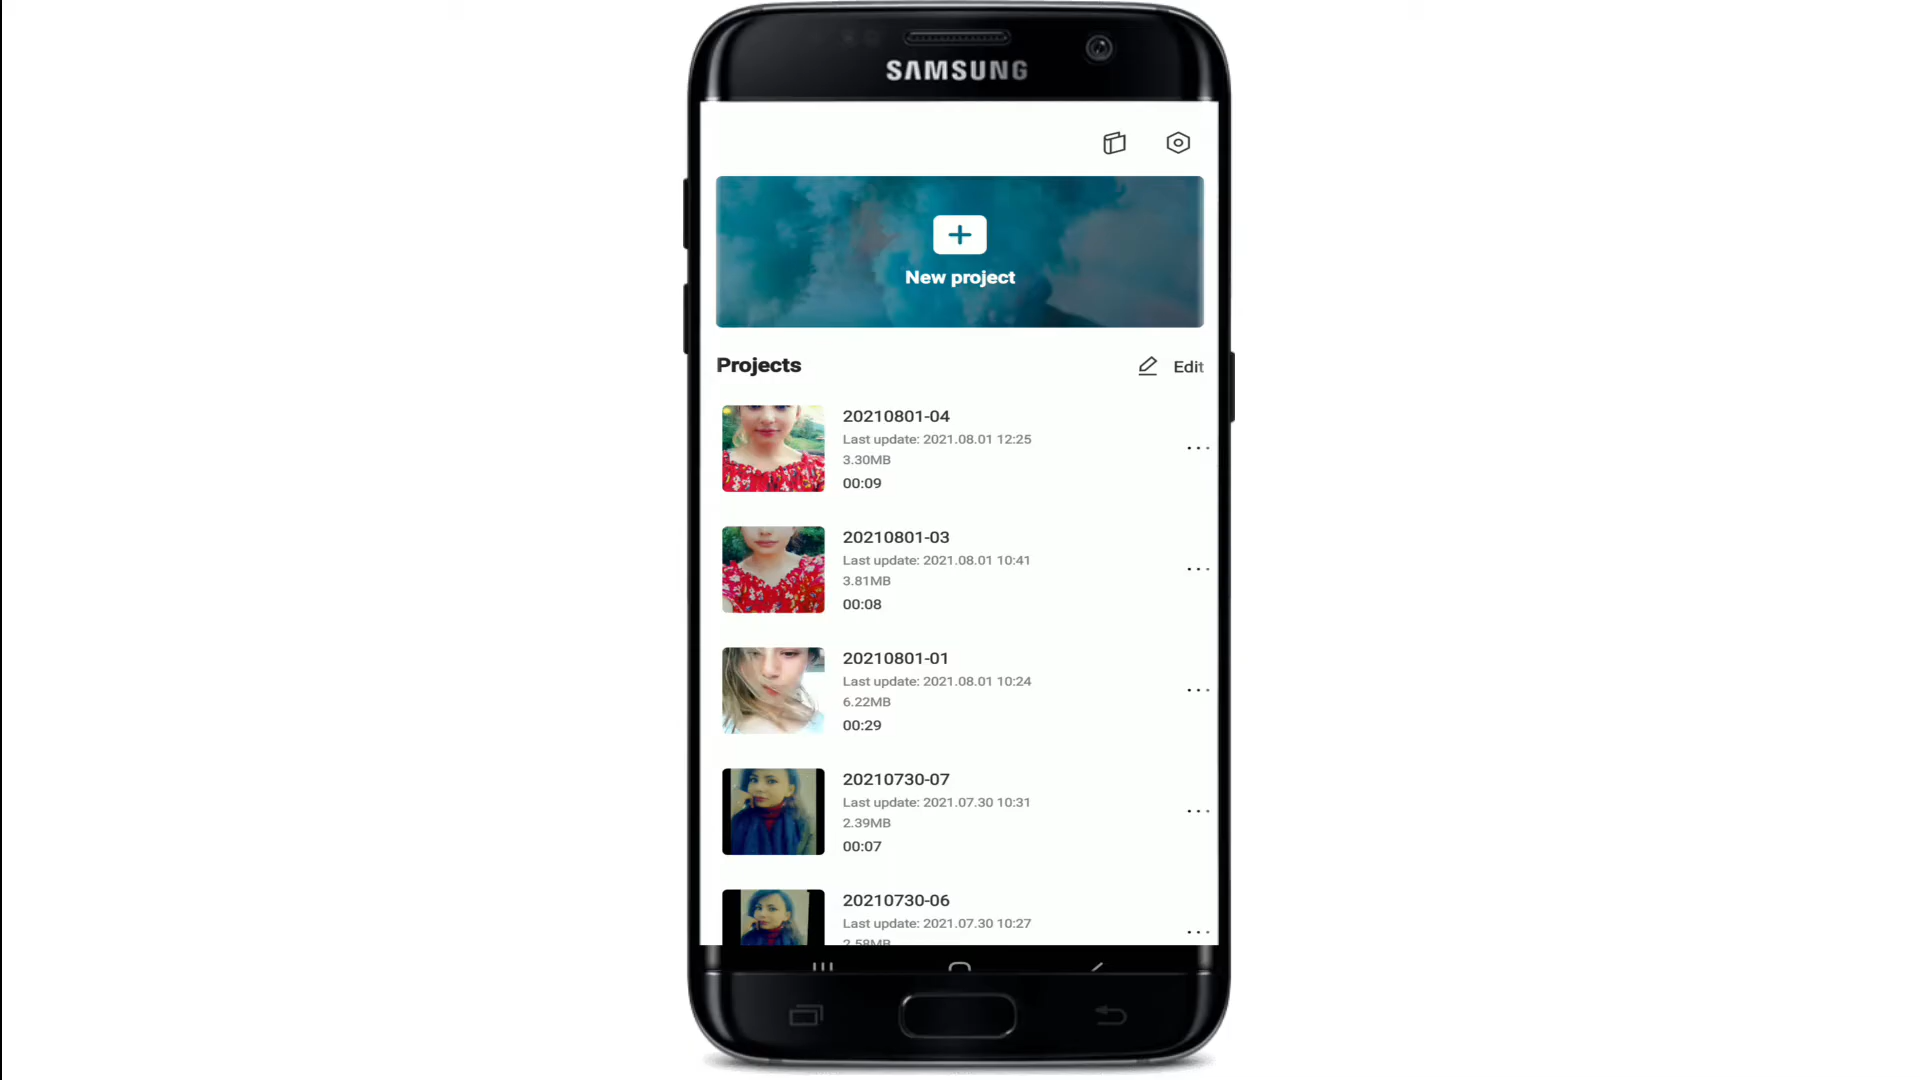 SAMSUNG
New project
Projects
Edit
20210801-04
Last update: 2021.08.01 12:25
3.30MB
00:09
20210801-03
Last update: 2021.08.01 10:41
3.81MB
00:08
20210801-01
Last update: 2021.08.01 10:24
6.22MB
00:29
20210730-07
Last update: 2021.07.30 10:31
2.39MB
00:07
20210730-06
Last update: 2021.07.30 10:27
2.58MB